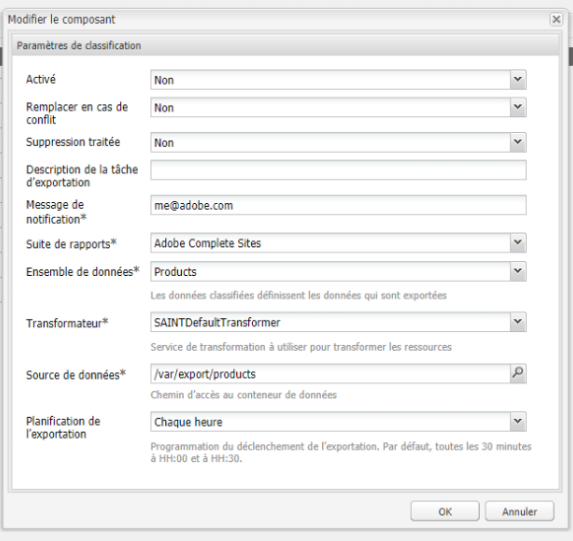 Modifier le composant
Paramètres de classification
Activé
Non
Remplacer en cas de
conflit
Non
Suppression traitée
Non
Description de la tâche
d'exportation
Message de
notification*
me@adobe.com
Suite de rapports*
Adobe Complete Sites
Ensemble de données*
Products
Les données classifiées définissent les données qui sont exportées
Transformateur*
SAINTDefaultTransformer
Service de transformation à utiliser pour transformer les ressources
Source de données*
/var/export/products
Chemin d'accès au conteneur de données
Planification de
l'exportation
Chaque heure
Programmation du déclenchement de l'exportation. Par défaut, toutes les 30 minutes
à HH:00 et à HH:30.
OK
Annuler